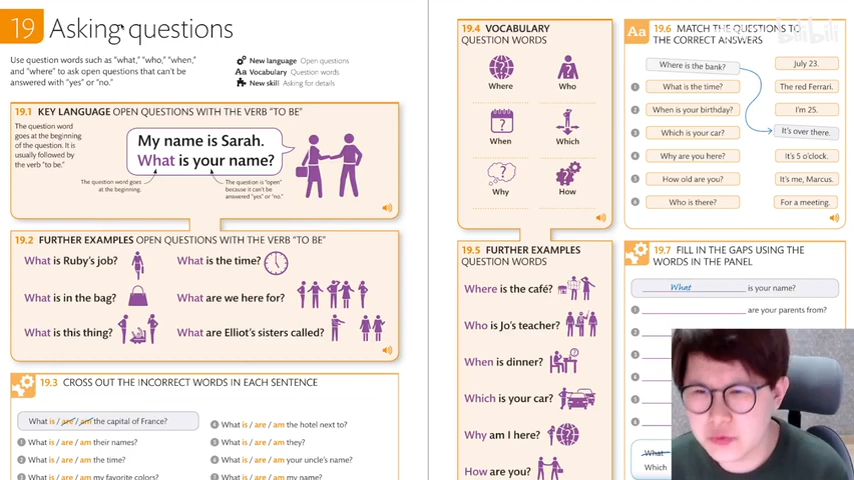 19 Asking questions
Use question words such as "what," "who," "when,"
and "where" to ask open questions that can't be
answered with "yes" or "no."
New language Open questions
Aa Vocabulary Question words
New skill Asking for details
19.1 KEY LANGUAGE OPEN QUESTIONS WITH THE VERB "TO BE"
The question word
goes at the beginning
of the question. It is
usually followed by
the verb "to be."
My name is Sarah.
What is your name?
The question word goes
at the beginning.
The question is "open"
because it can't be
answered "yes" or "no."
19.2 FURTHER EXAMPLES OPEN QUESTIONS WITH THE VERB "TO BE"
What is Ruby's job?
What is the time?
What is in the bag?
What are we here for?
What is this thing?
What are Elliot's sisters called?
19.3 CROSS OUT THE INCORRECT WORDS IN EACH SENTENCE
What is / are / am the capital of France?
1 What is / are / am their names?
2 What is / are / am the time?
3 What is / are / am my favorite colors?
What is / are / am the hotel next to?
What is / are / am they?
What is / are / am your uncle's name?
What is / are / am my name?
19.4 VOCABULARY
QUESTION WORDS
Where
Who
When
Which
Why
How
19.5 FURTHER EXAMPLES
QUESTION WORDS
Where is the café?
Who is Jo's teacher?
When is dinner?
Which is your car?
Why am I here?
How are you?
Aa 19.6 MATCH THE QUESTIONS TO
THE CORRECT ANSWERS
Where is the bank?
1 What is the time?
2 When is your birthday?
3 Which is your car?
4 Why are you here?
5 How old are you?
6 Who is there?
July 23.
The red Ferrari.
I'm 25.
It's over there.
It's 5 o'clock.
It's me, Marcus.
For a meeting.
19.7 FILL IN THE GAPS USING THE
WORDS IN THE PANEL
What is your name?
1 are your parents from?
2
3
4
5
6
What
Which
bilibili